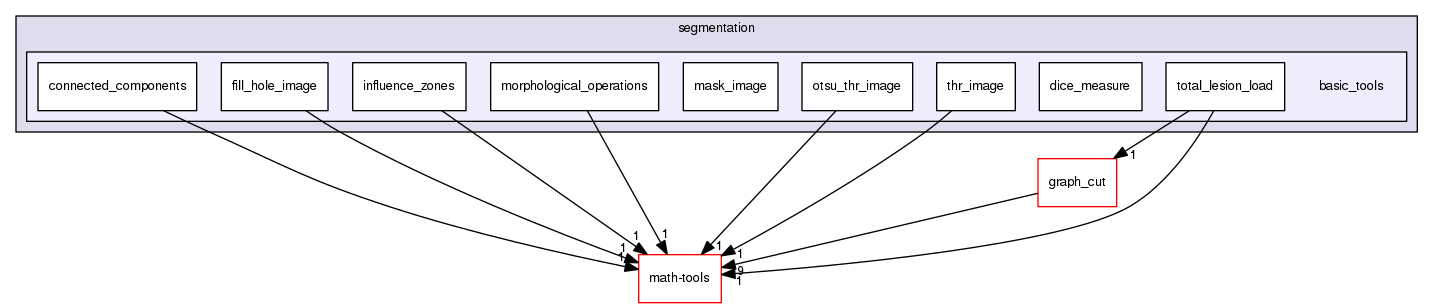 segmentation
connected_components fill_hole_image influence_zones morphological_operations mask_image otsu_thr_image thr_image dice_measure total_lesion_load basic_tools
1
graph_cut
1 1 1 1
1 1
9
1
math-tools